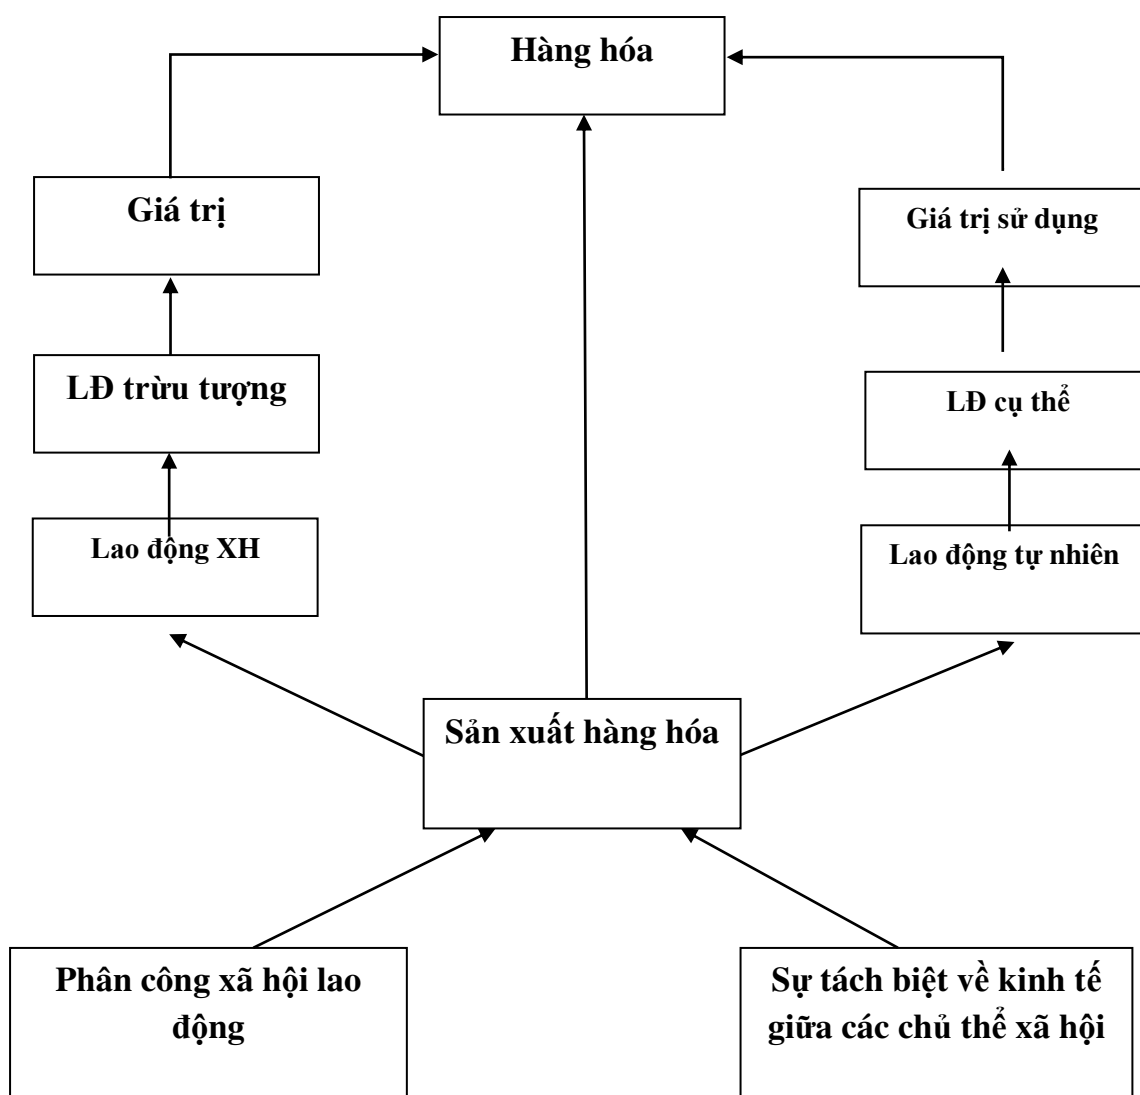 Hàng hóa
Giá trị
Giá trị sử dụng
LĐ trừu tượng
LĐ cụ thể
Lao động XH
Lao động tự nhiên
Sản xuất hàng hóa
Phân công xã hội lao
động
Sự tách biệt về kinh tế
giữa các chủ thể xã hội